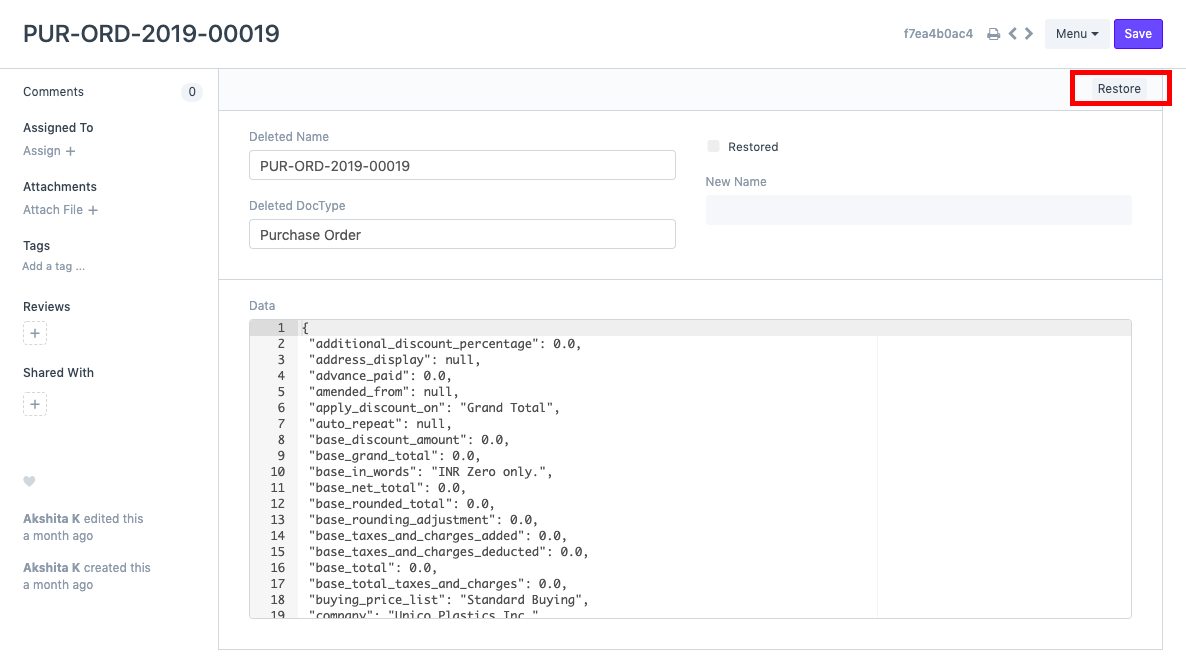 PUR-ORD-2019-00019
f7ea4b0ac4
Menu
Save
Comments
0
Assigned To
Assign +
Attachments
Attach File +
Tags
Add a tag ...
Reviews
+
Shared With
+
Akshita K edited this
a month ago
Akshita K created this
a month ago
Restore
Deleted Name
PUR-ORD-2019-00019
Deleted DocType
Purchase Order
Restored
New Name
Data
1 {
2 "additional_discount_percentage": 0.0,
3 "address_display": null,
4 "advance_paid": 0.0,
5 "amended_from": null,
6 "apply_discount_on": "Grand Total",
7 "auto_repeat": null,
8 "base_discount_amount": 0.0,
9 "base_grand_total": 0.0,
10 "base_in_words": "INR Zero only.",
11 "base_net_total": 0.0,
12 "base_rounded_total": 0.0,
13 "base_rounding_adjustment": 0.0,
14 "base_taxes_and_charges_added": 0.0,
15 "base_taxes_and_charges_deducted": 0.0,
16 "base_total": 0.0,
17 "base_total_taxes_and_charges": 0.0,
18 "buying_price_list": "Standard Buying",
19 "company": "Unico Plastics Inc."